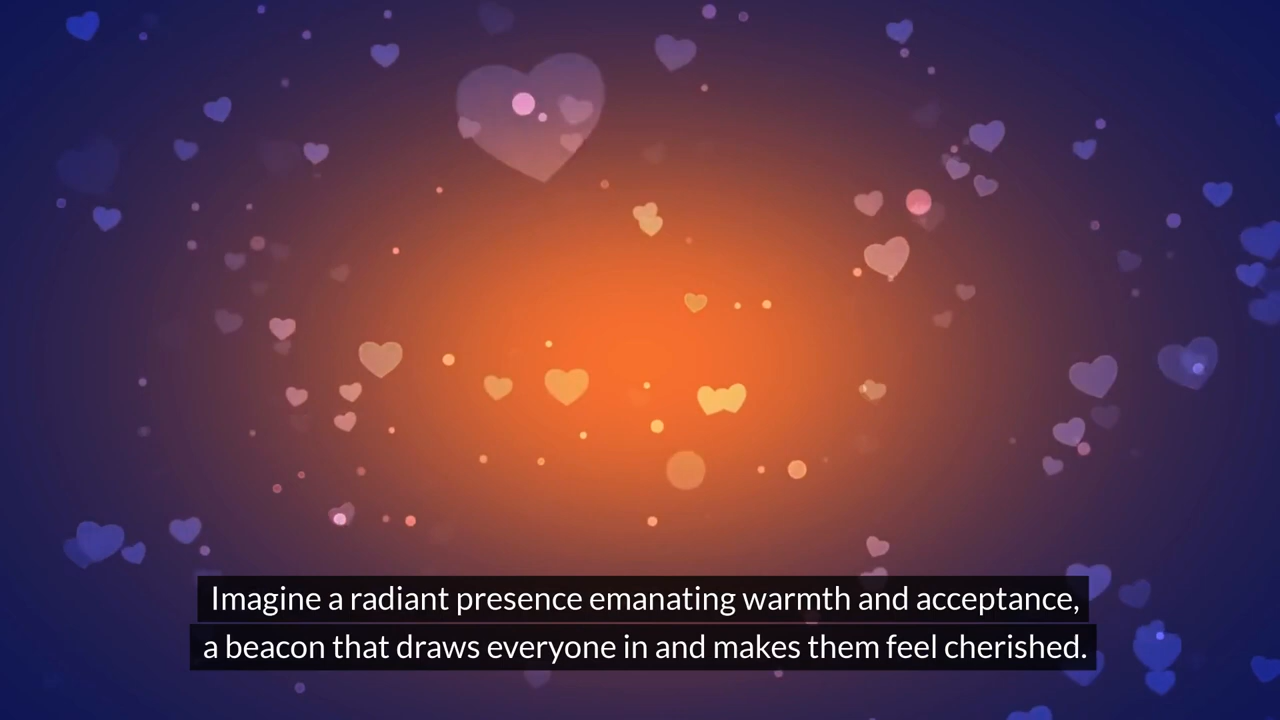 Imagine a radiant presence emanating warmth and acceptance,
a beacon that draws everyone in and makes them feel cherished.